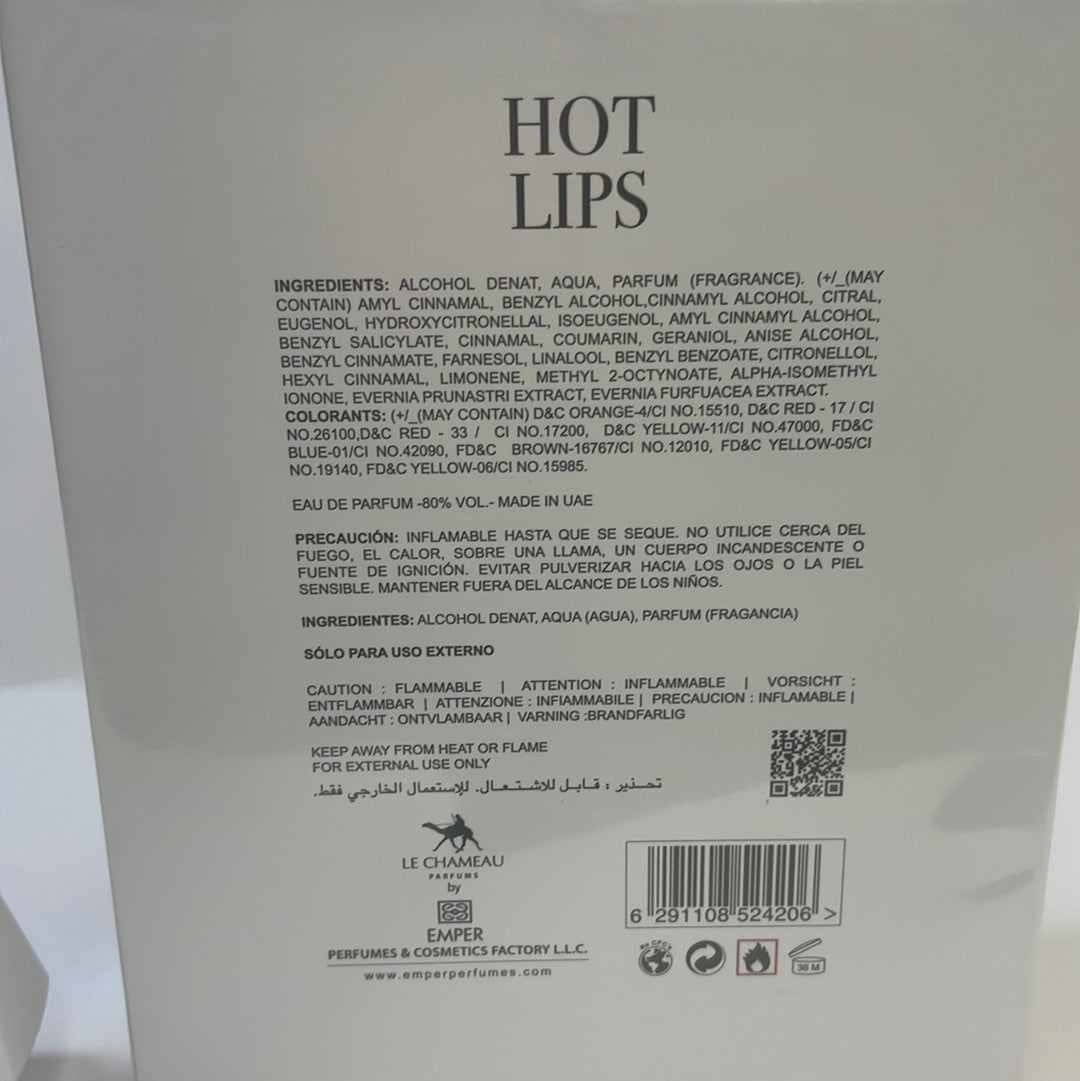 HOT
LIPS
INGREDIENTS: ALCOHOL DENAT, AQUA, PARFUM (FRAGRANCE). (+/_(MAY
CONTAIN) AMYL CINNAMAL, BENZYL ALCOHOL,CINNAMYL ALCOHOL, CITRAL,
EUGENOL, HYDROXYCITRONELLAL, ISOEUGENOL, AMYL CINNAMYL ALCOHOL,
BENZYL SALICYLATE, CINNAMAL, COUMARIN, GERANIOL, ANISE ALCOHOL,
BENZYL CINNAMATE, FARNESOL, LINALOOL, BENZYL BENZOATE, CITRONELLOL,
HEXYL CINNAMAL, LIMONENE, METHYL 2-OCTYNOATE, ALPHA-ISOMETHYL
IONONE, EVERNIA PRUNASTRI EXTRACT, EVERNIA FURFUACEA EXTRACT.
COLORANTS: (+/_(MAY CONTAIN) D&C ORANGE-4/CI NO.15510, D&C RED - 17 / CI
NO.26100,D&C RED - 33 / CI NO.17200, D&C YELLOW-11/CI NO.47000, FD&C
BLUE-01/CI NO.42090, FD&C BROWN-16767/CI NO.12010, FD&C YELLOW-05/CI
NO.19140, FD&C YELLOW-06/CI NO.15985.
EAU DE PARFUM -80% VOL.- MADE IN UAE
PRECAUCIÓN: INFLAMABLE HASTA QUE SE SEQUE. NO UTILICE CERCA DEL
FUEGO, EL CALOR, SOBRE UNA LLAMA, UN CUERPO INCANDESCENTE O
FUENTE DE IGNICIÓN. EVITAR PULVERIZAR HACIA LOS OJOS O LA PIEL
SENSIBLE. MANTENER FUERA DEL ALCANCE DE LOS NIÑOS.
INGREDIENTES: ALCOHOL DENAT, AQUA (AGUA), PARFUM (FRAGANCIA)
SÓLO PARA USO EXTERNO
CAUTION : FLAMMABLE | ATTENTION : INFLAMMABLE | VORSICHT :
ENTFLAMMBAR | ATTENZIONE : INFIAMMABILE | PRECAUCION : INFLAMABLE |
AANDACHT : ONTVLAMBAAR | VARNING :BRANDFARLIG
KEEP AWAY FROM HEAT OR FLAME
FOR EXTERNAL USE ONLY
تحـــذير : قـابـل للاشـتـعـال. للإستعمال الخارجي فقط.
LE CHAMEAU
PARFUMS
by
EMPER
PERFUMES & COSMETICS FACTORY L.L.C.
www.emperperfumes.com
6 291108 524206 >
No CFC's
36 M